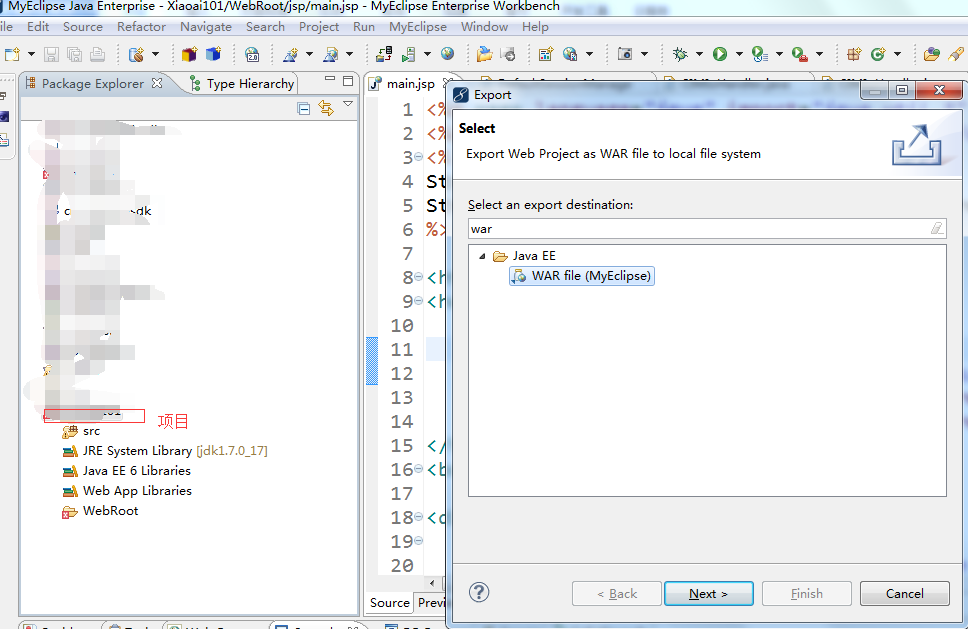 MyEclipse Java Enterprise - Xiaoai101/WebRoot/jsp/main.jsp - MyEclipse Enterprise Workbench
ile Edit Source Refactor Navigate Search Project Run MyEclipse Window Help
Package Explorer
Type Hierarchy
main.jsp
1 <%
2 <%
3 <%
4 St
5 St
6 %>
7
8 <h
9 <h
10
11
12
13
14
15 </
16 <b
17
18 <
19
20
项目
src
JRE System Library [jdk1.7.0_17]
Java EE 6 Libraries
Web App Libraries
WebRoot
Source
Previ
Export
Select
Export Web Project as WAR file to local file system
Select an export destination:
war
Java EE
WAR file (MyEclipse)
< Back
Next >
Finish
Cancel